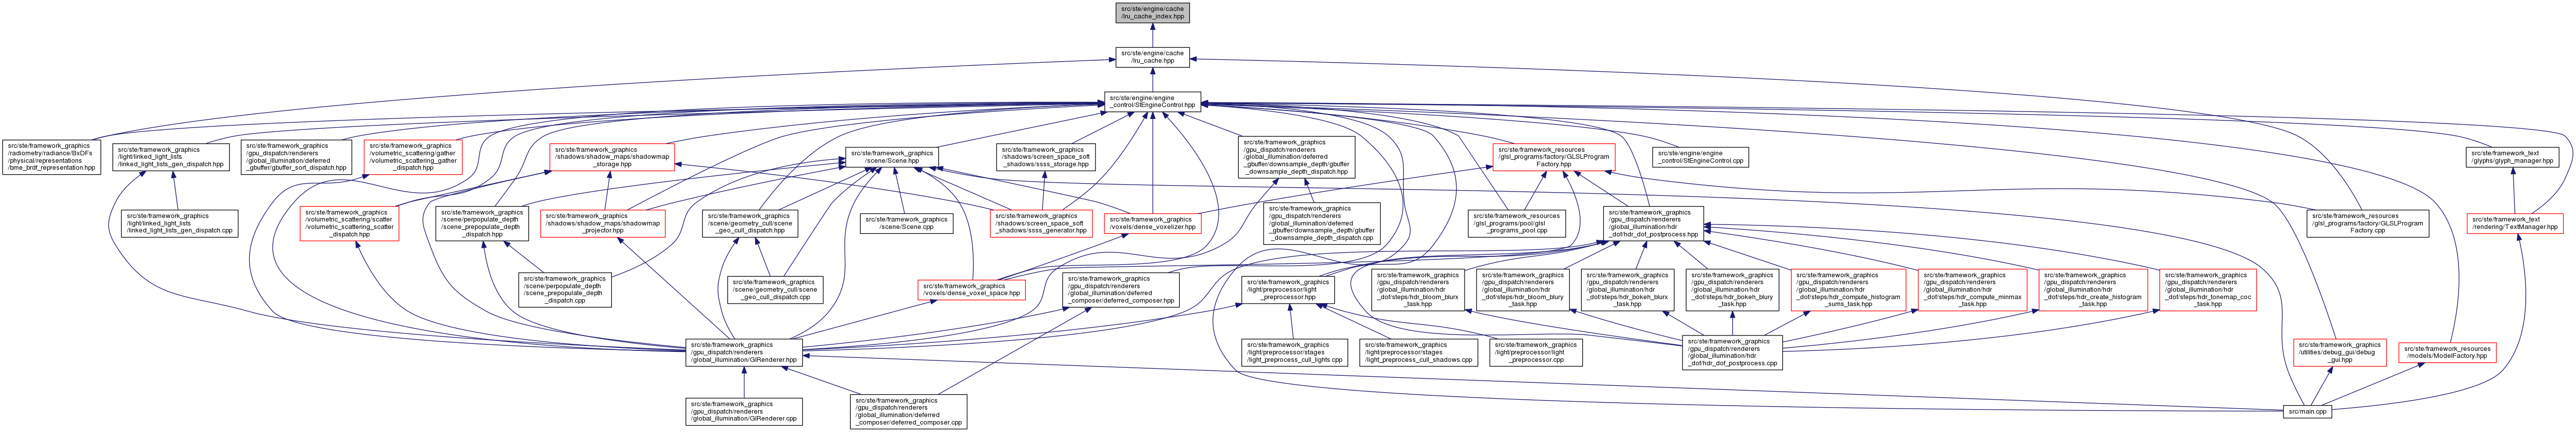 src/ste/engine/cache
/lru_cache_index.hpp
src/ste/engine/cache
/lru_cache.hpp
src/ste/engine/engine
_control/StEngineControl.hpp
src/ste/framework_graphics
/radiometry/radiance/BxDFs
/physical/representations
/bme_brdf_representation.hpp
src/ste/framework_graphics
/light/linked_light_lists
/linked_light_lists_gen_dispatch.hpp
src/ste/framework_graphics
/gpu_dispatch/renderers
/global_illumination/deferred
_gbuffer/gbuffer_sort_dispatch.hpp
src/ste/framework_graphics
/volumetric_scattering/gather
/volumetric_scattering_gather
_dispatch.hpp
src/ste/framework_graphics
/shadows/shadow_maps/shadowmap
_storage.hpp
src/ste/framework_graphics
/scene/Scene.hpp
src/ste/framework_graphics
/shadows/screen_space_soft
_shadows/ssss_storage.hpp
src/ste/framework_graphics
/gpu_dispatch/renderers
/global_illumination/deferred
_gbuffer/downsample_depth/gbuffer
_downsample_depth_dispatch.hpp
src/ste/framework_resources
/glsl_programs/factory/GLSLProgram
Factory.hpp
src/ste/engine/engine
_control/StEngineControl.cpp
src/ste/framework_text
/glyphs/glyph_manager.hpp
src/ste/framework_graphics
/light/linked_light_lists
/linked_light_lists_gen_dispatch.cpp
src/ste/framework_graphics
/volumetric_scattering/scatter
/volumetric_scattering_scatter
_dispatch.hpp
src/ste/framework_graphics
/scene/perpopulate_depth
/scene_prepopulate_depth
_dispatch.hpp
src/ste/framework_graphics
/shadows/shadow_maps/shadowmap
_projector.hpp
src/ste/framework_graphics
/scene/geometry_cull/scene
_geo_cull_dispatch.hpp
src/ste/framework_graphics
/scene/Scene.cpp
src/ste/framework_graphics
/shadows/screen_space_soft
_shadows/ssss_generator.hpp
src/ste/framework_graphics
/voxels/dense_voxelizer.hpp
src/ste/framework_graphics
/gpu_dispatch/renderers
/global_illumination/deferred
_gbuffer/downsample_depth/gbuffer
_downsample_depth_dispatch.cpp
src/ste/framework_resources
/glsl_programs/pool/glsl
_programs_pool.cpp
src/ste/framework_graphics
/gpu_dispatch/renderers
/global_illumination/hdr
_dof/hdr_dof_postprocess.hpp
src/ste/framework_resources
/glsl_programs/factory/GLSLProgram
Factory.cpp
src/ste/framework_text
/rendering/TextManager.hpp
src/ste/framework_graphics
/scene/perpopulate_depth
/scene_prepopulate_depth
_dispatch.cpp
src/ste/framework_graphics
/scene/geometry_cull/scene
_geo_cull_dispatch.cpp
src/ste/framework_graphics
/voxels/dense_voxel_space.hpp
src/ste/framework_graphics
/gpu_dispatch/renderers
/global_illumination/deferred
_composer/deferred_composer.hpp
src/ste/framework_graphics
/light/preprocessor/light
_preprocessor.hpp
src/ste/framework_graphics
/gpu_dispatch/renderers
/global_illumination/hdr
_dof/steps/hdr_bloom_blurx
_task.hpp
src/ste/framework_graphics
/gpu_dispatch/renderers
/global_illumination/hdr
_dof/steps/hdr_bloom_blury
_task.hpp
src/ste/framework_graphics
/gpu_dispatch/renderers
/global_illumination/hdr
_dof/steps/hdr_bokeh_blurx
_task.hpp
src/ste/framework_graphics
/gpu_dispatch/renderers
/global_illumination/hdr
_dof/steps/hdr_bokeh_blury
_task.hpp
src/ste/framework_graphics
/gpu_dispatch/renderers
/global_illumination/hdr
_dof/steps/hdr_compute_histogram
_sums_task.hpp
src/ste/framework_graphics
/gpu_dispatch/renderers
/global_illumination/hdr
_dof/steps/hdr_compute_minmax
_task.hpp
src/ste/framework_graphics
/gpu_dispatch/renderers
/global_illumination/hdr
_dof/steps/hdr_create_histogram
_task.hpp
src/ste/framework_graphics
/gpu_dispatch/renderers
/global_illumination/hdr
_dof/steps/hdr_tonemap_coc
_task.hpp
src/ste/framework_graphics
/gpu_dispatch/renderers
/global_illumination/GIRenderer.hpp
src/ste/framework_graphics
/light/preprocessor/stages
/light_preprocess_cull_lights.cpp
src/ste/framework_graphics
/light/preprocessor/stages
/light_preprocess_cull_shadows.cpp
src/ste/framework_graphics
/light/preprocessor/light
_preprocessor.cpp
src/ste/framework_graphics
/gpu_dispatch/renderers
/global_illumination/hdr
_dof/hdr_dof_postprocess.cpp
src/ste/framework_graphics
/utilities/debug_gui/debug
_gui.hpp
src/ste/framework_resources
/models/ModelFactory.hpp
src/ste/framework_graphics
/gpu_dispatch/renderers
/global_illumination/GIRenderer.cpp
src/ste/framework_graphics
/gpu_dispatch/renderers
/global_illumination/deferred
_composer/deferred_composer.cpp
src/main.cpp